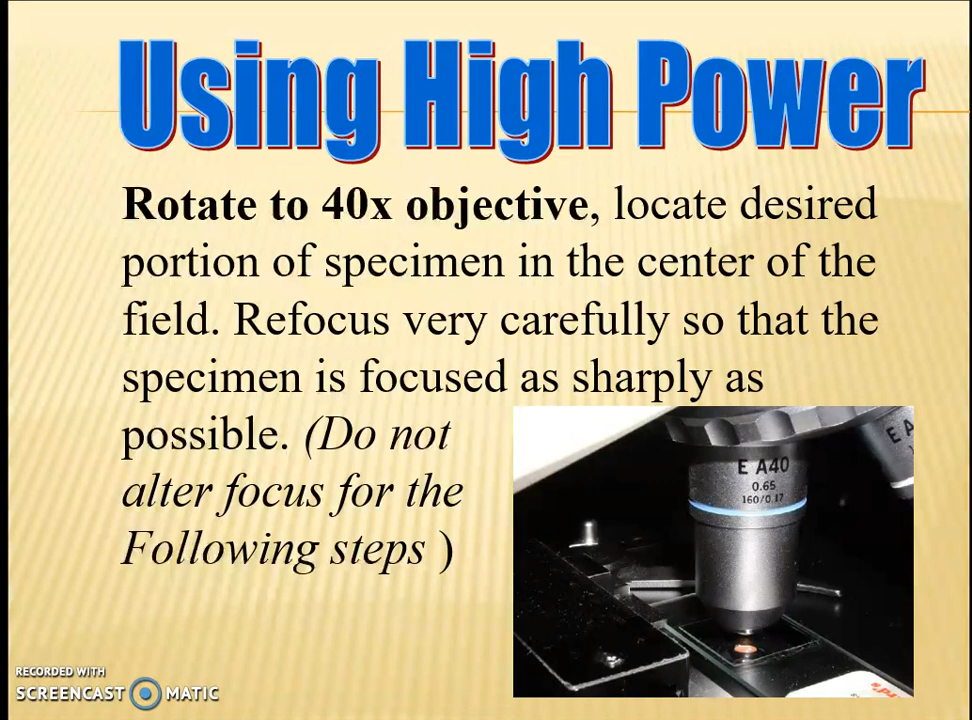 Using High Power
Rotate to 40x objective, locate desired
portion of specimen in the center of the
field. Refocus very carefully so that the
specimen is focused as sharply as
possible. (Do not
alter focus for the
Following steps )
E A
E A40
0.65
160/0.17
RECORDED WITH
SCREENCAST MATIC